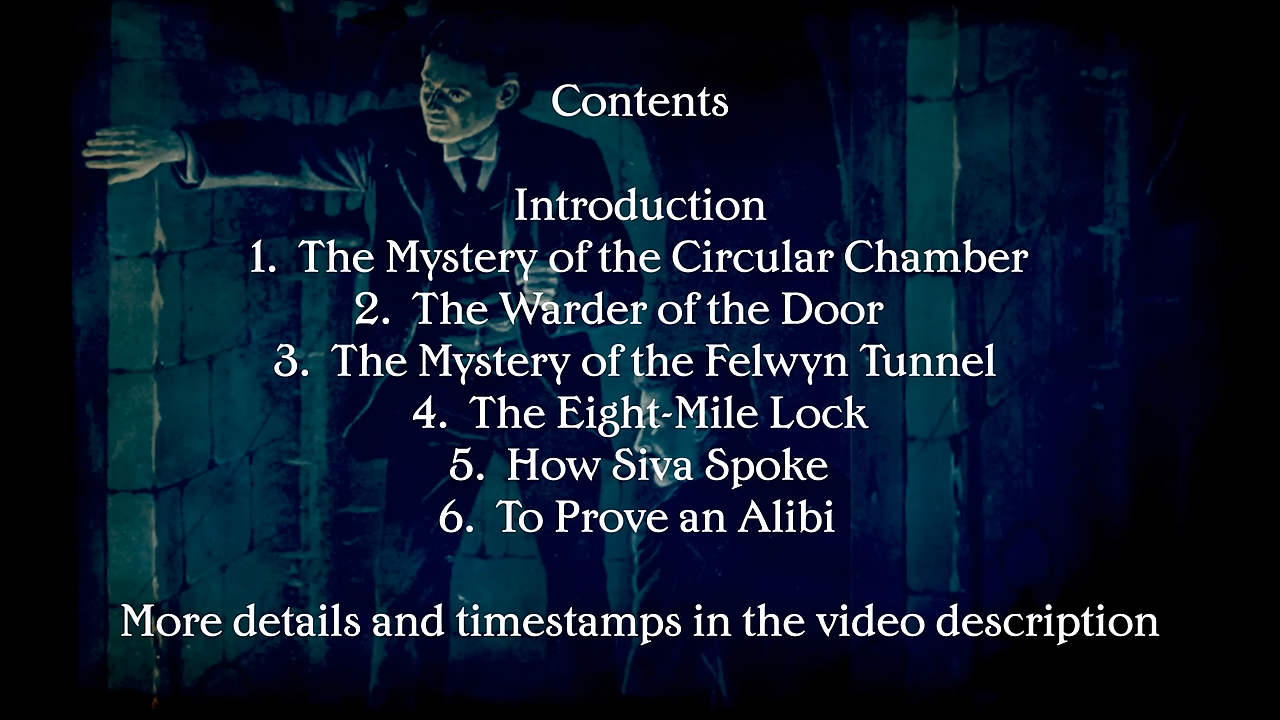 Contents
Introduction
1. The Mystery of the Circular Chamber
2. The Warder of the Door
3. The Mystery of the Felwyn Tunnel
4. The Eight-Mile Lock
5. How Siva Spoke
6. To Prove an Alibi
More details and timestamps in the video description